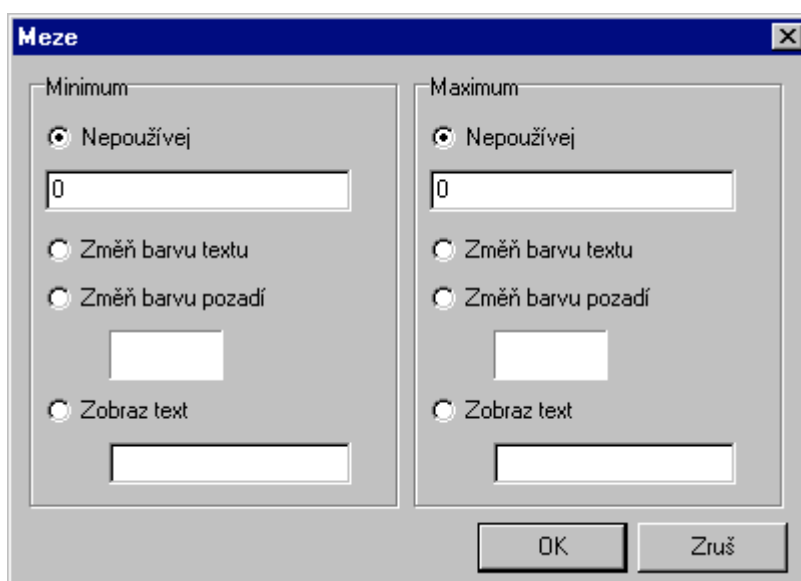 Meze
Minimum
Nepoužívej
0
Změň barvu textu
Změň barvu pozadí
Zobraz text
Maximum
Nepoužívej
0
Změň barvu textu
Změň barvu pozadí
Zobraz text
OK
Zruš